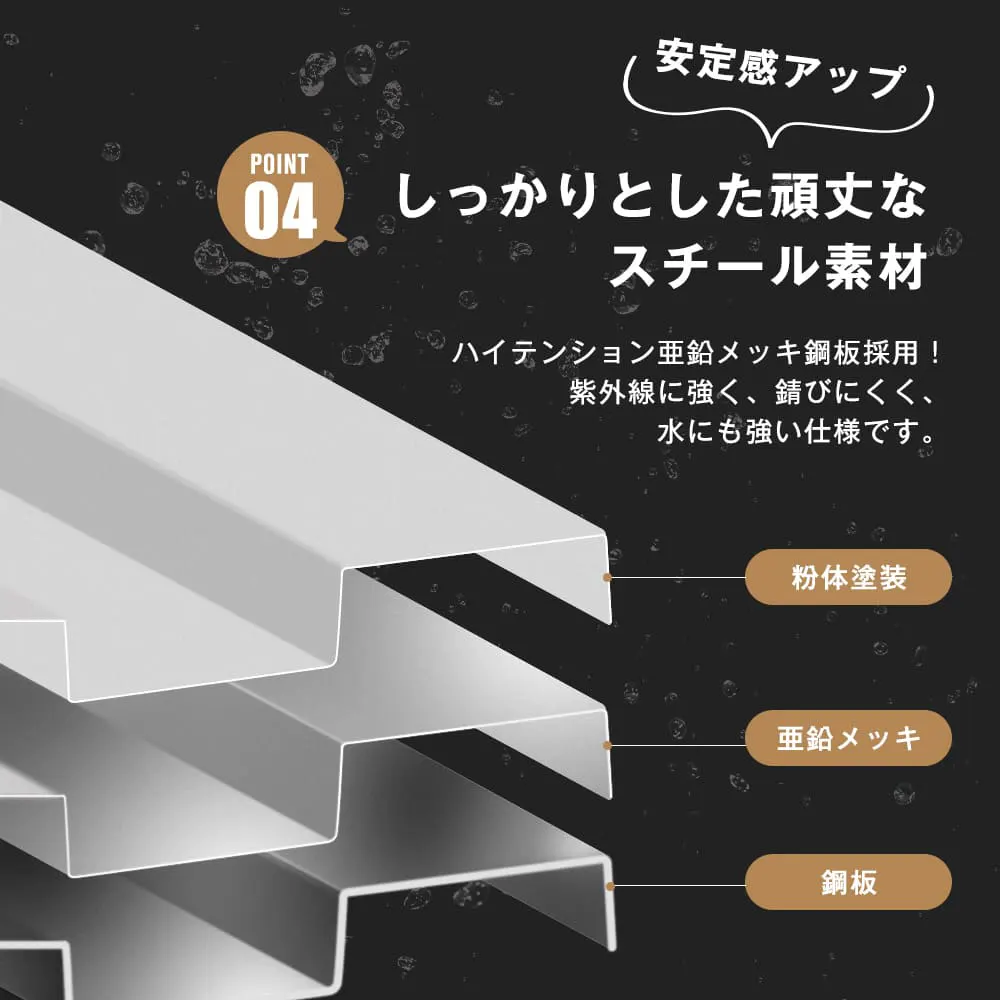 安定感アップ
POINT
04
しっかりとした頑丈な
スチール素材
ハイテンション亜鉛メッキ鋼板採用！
紫外線に強く、錆びにくく、
水にも強い仕様です。
粉体塗装
亜鉛メッキ
鋼板